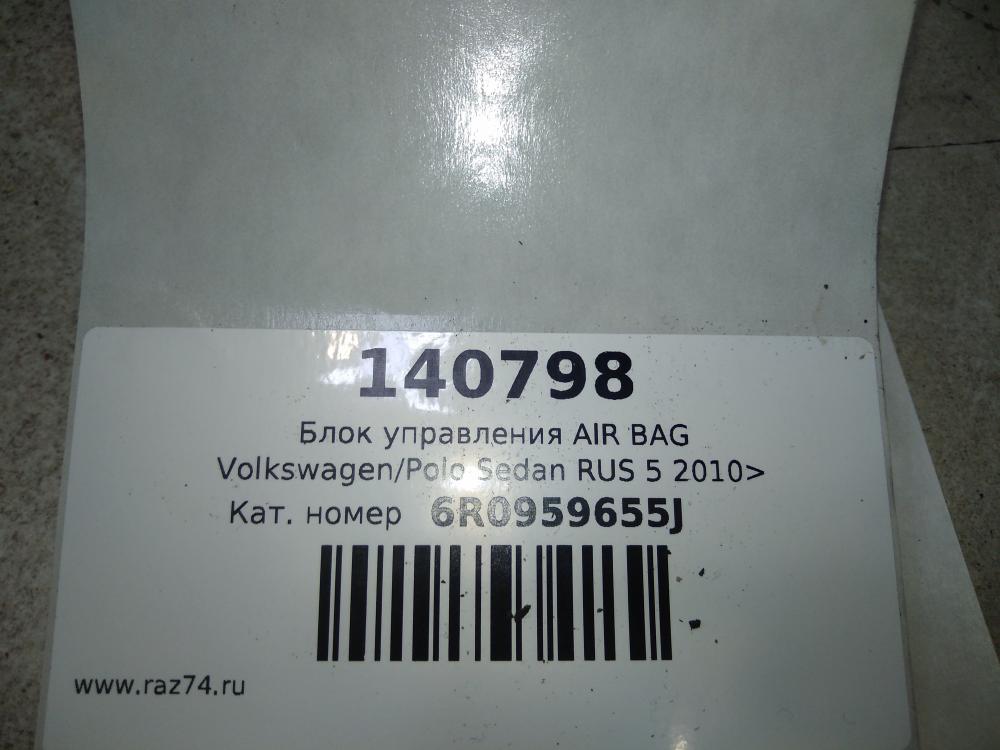 140798
Блок управления AIR BAG
Volkswagen/Polo Sedan RUS 5 2010>
Кат. номер 6R0959655J
www.raz74.ru